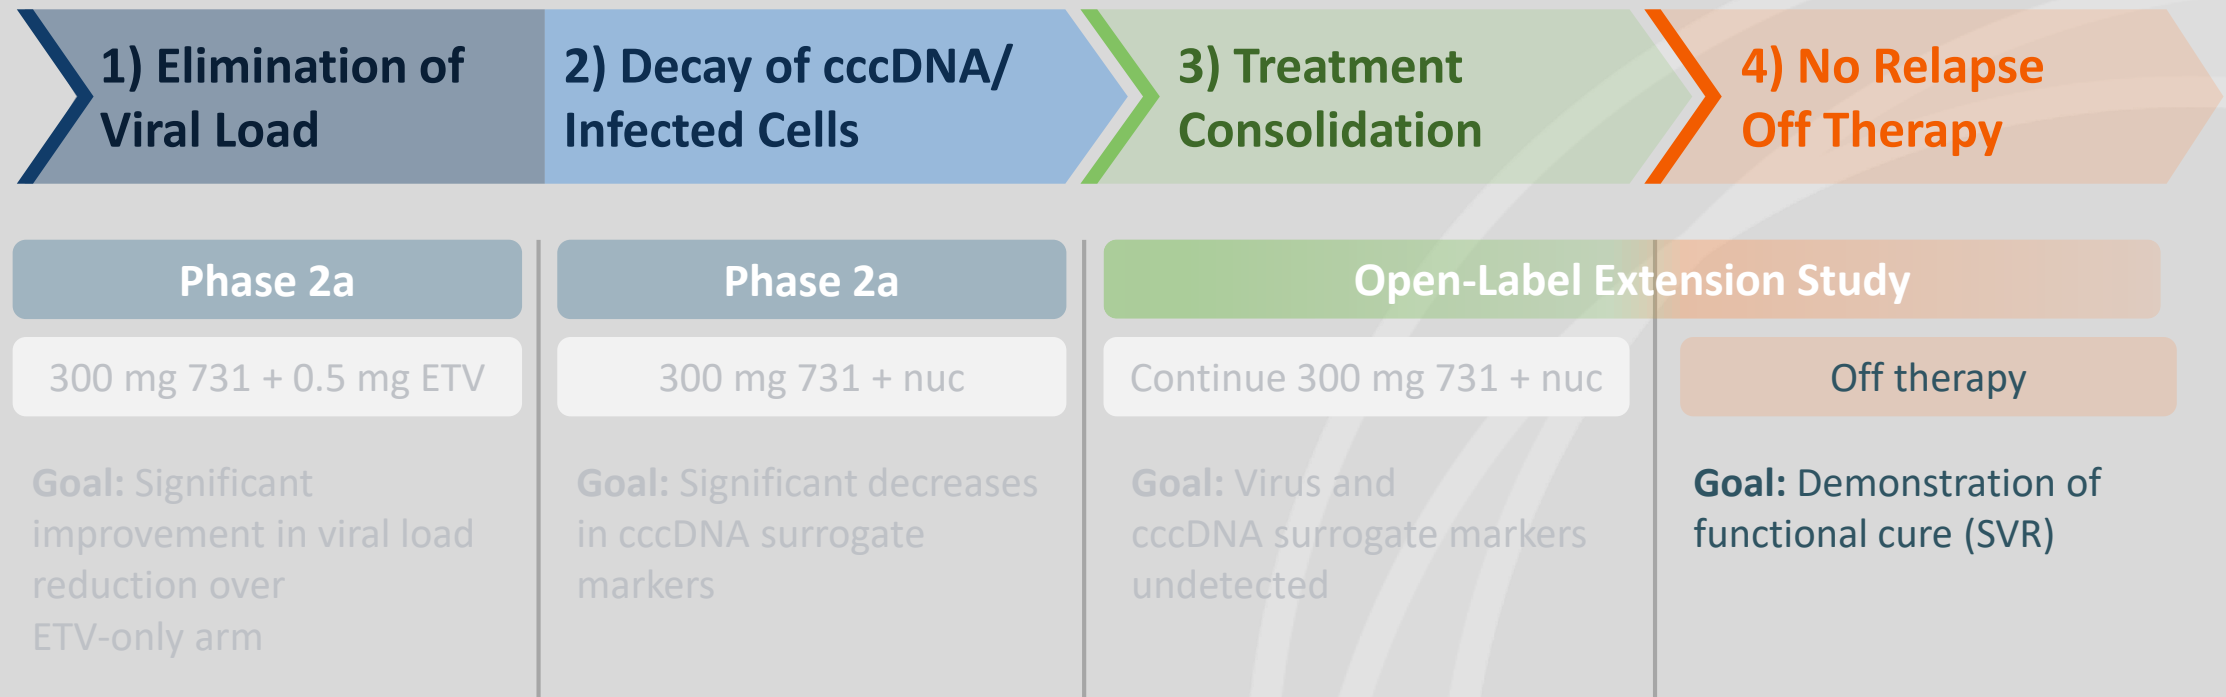 1) Elimination of
Viral Load
2) Decay of cccDNA/
Infected Cells
3) Treatment
Consolidation
4) No Relapse
Off Therapy
Phase 2a
Phase 2a
Open-Label Extension Study
300 mg 731 + 0.5 mg ETV
300 mg 731 + nuc
Continue 300 mg 731 + nuc
Off therapy
Goal: Significant
improvement in viral load
reduction over
ETV-only arm
Goal: Significant decreases
in cccDNA surrogate
markers
Goal: Virus and
cccDNA surrogate markers
undetected
Goal: Demonstration of
functional cure (SVR)